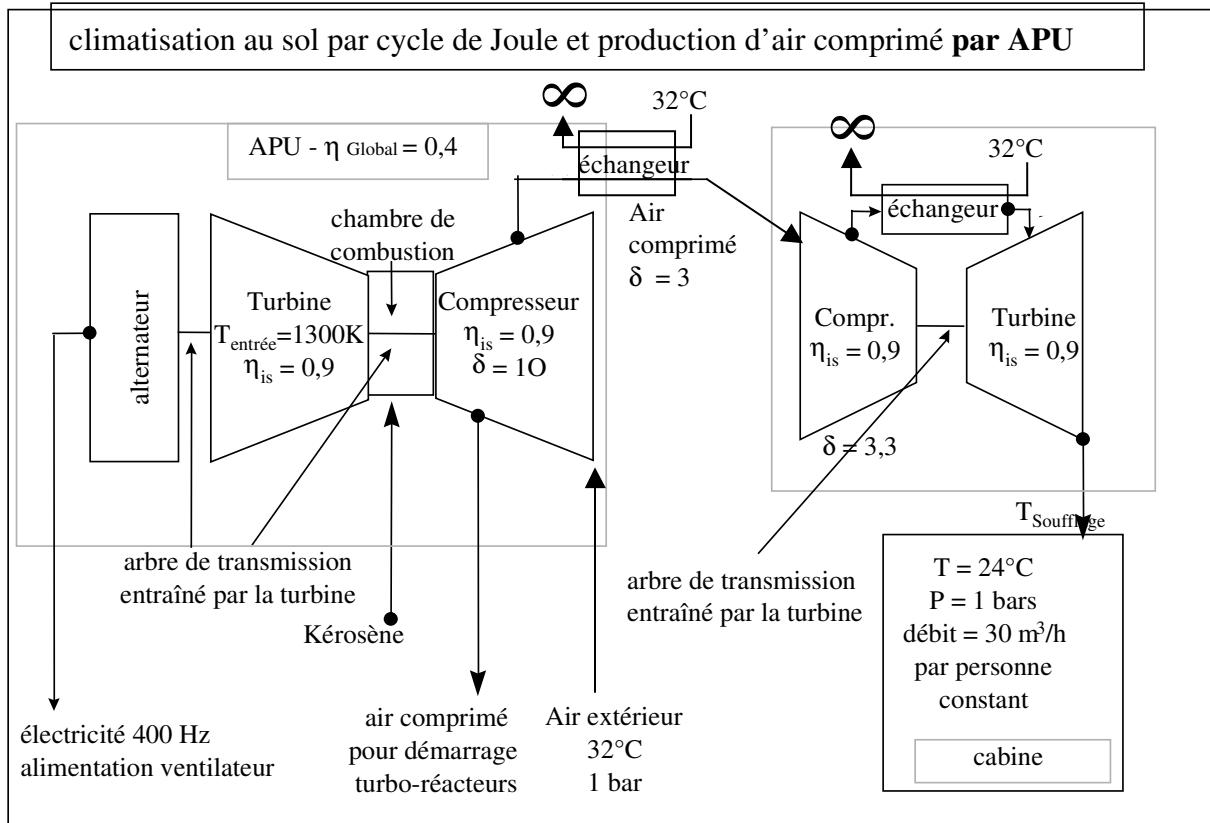 climatisation au sol par cycle de Joule et production d'air comprimé par APU
∞
32°C
APU - η Global = 0,4
échangeur
∞
32°C
échangeur
Air
comprimé
δ = 3
chambre de
combustion
alternateur
Turbine
Tentrée=1300K
ηis = 0,9
Compresseur
ηis = 0,9
δ = 1O
Compr.
ηis = 0,9
δ = 3,3
Turbine
ηis = 0,9
TSoufflage
arbre de transmission
entraîné par la turbine
Kérosène
arbre de transmission
entraîné par la turbine
T = 24°C
P = 1 bars
débit = 30 m³/h
par personne
constant
cabine
électricité 400 Hz
alimentation ventilateur
air comprimé
pour démarrage
turbo-réacteurs
Air extérieur
32°C
1 bar